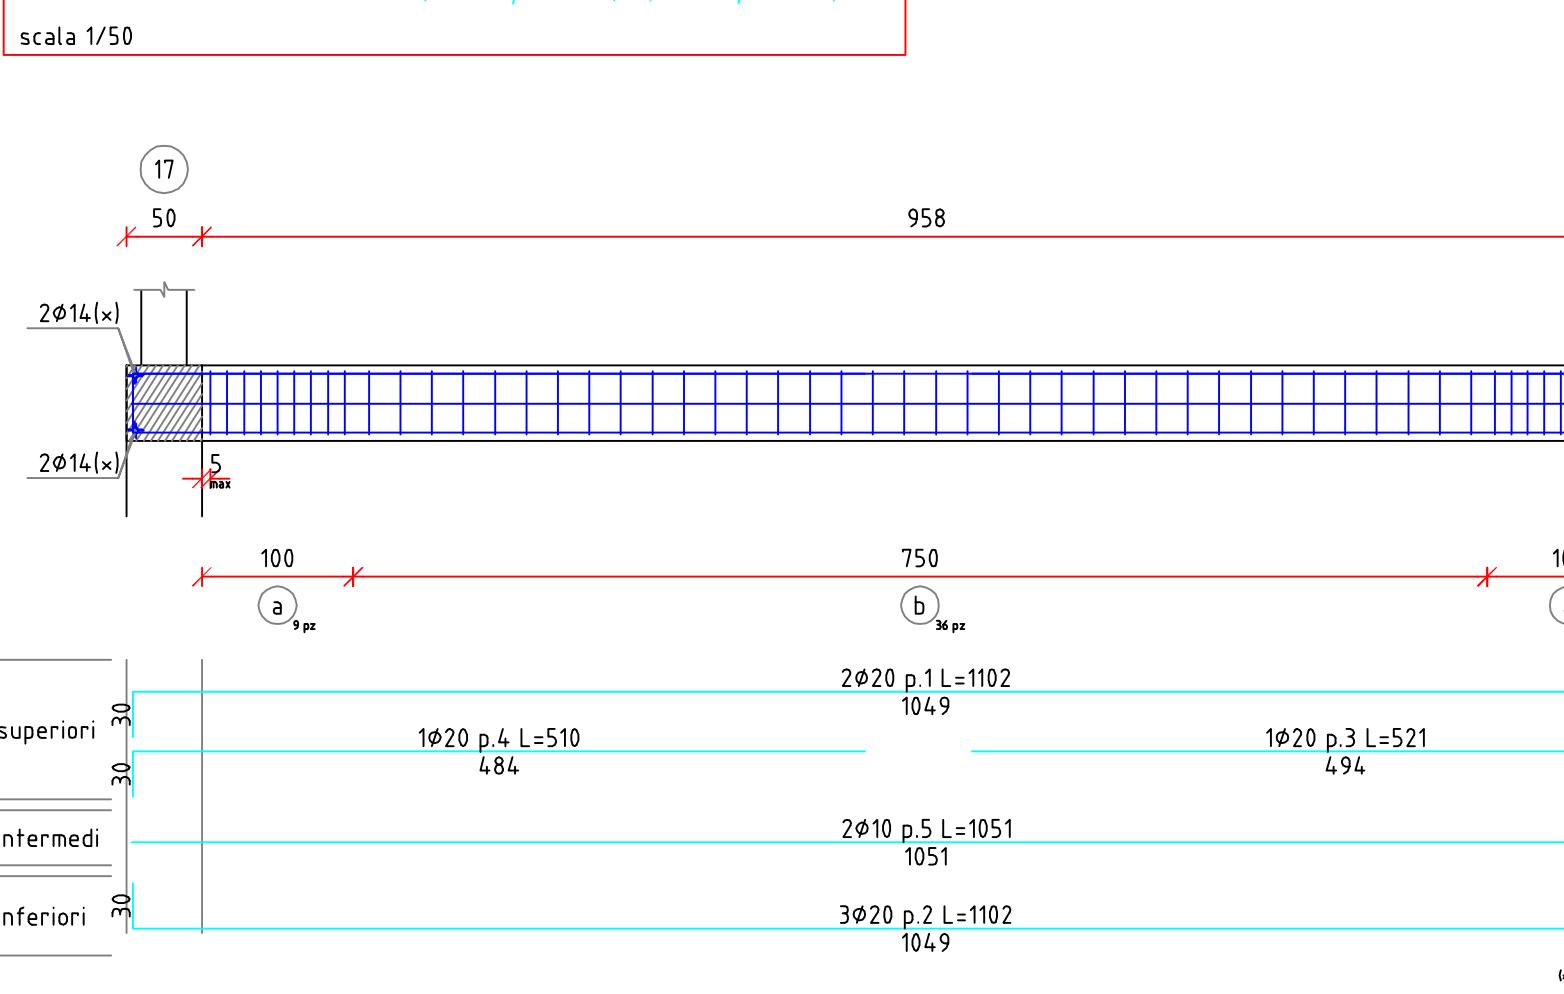 scala 1/50
17
50
958
2Ø14(×)
2Ø14(×)
5
max
100
750
a
9 pz
b
36 pz
2Ø20 p.1 L=1102
1049
30
superiori
1Ø20 p.4 L=510
484
1Ø20 p.3 L=521
494
30
ntermedi
2Ø10 p.5 L=1051
1051
30
nferiori
3Ø20 p.2 L=1102
1049